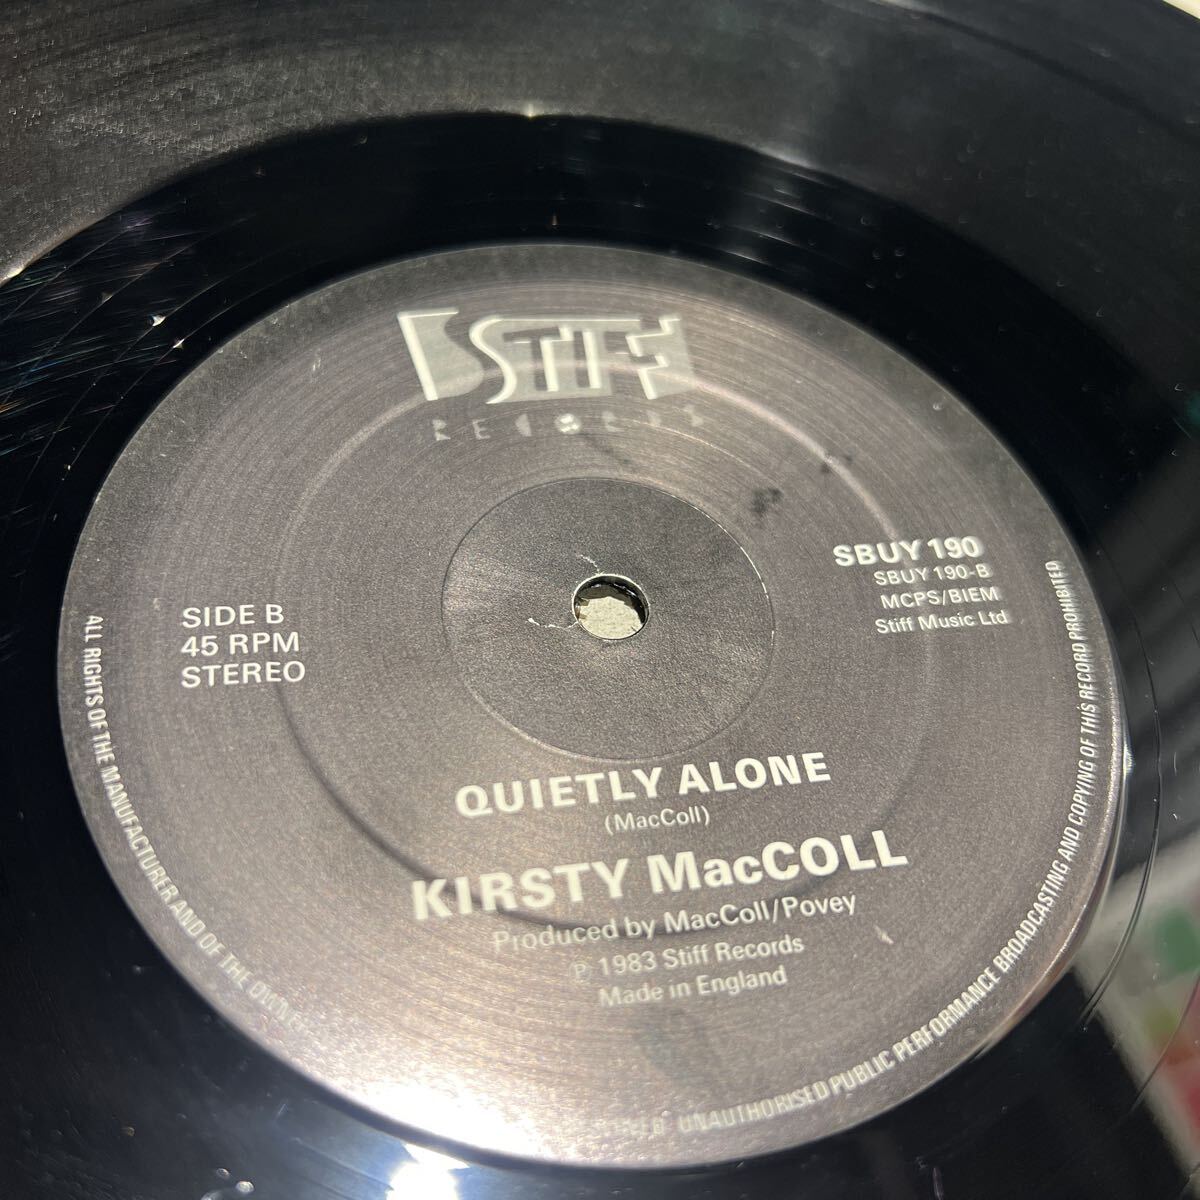 STIFF
RECORDS
SBUY 190
SBUY 190-B
MCPS/BIEM
Stiff Music Ltd
SIDE B
45 RPM
STEREO
QUIETLY ALONE
(MacColl)
KIRSTY MacCOLL
Produced by MacColl/Povey
℗ 1983 Stiff Records
Made in England
ALL RIGHTS OF THE MANUFACTURER AND OF THE OWNER
UNAUTHORISED PUBLIC PERFORMANCE BROADCASTING AND COPYING OF THIS RECORD PROHIBITED